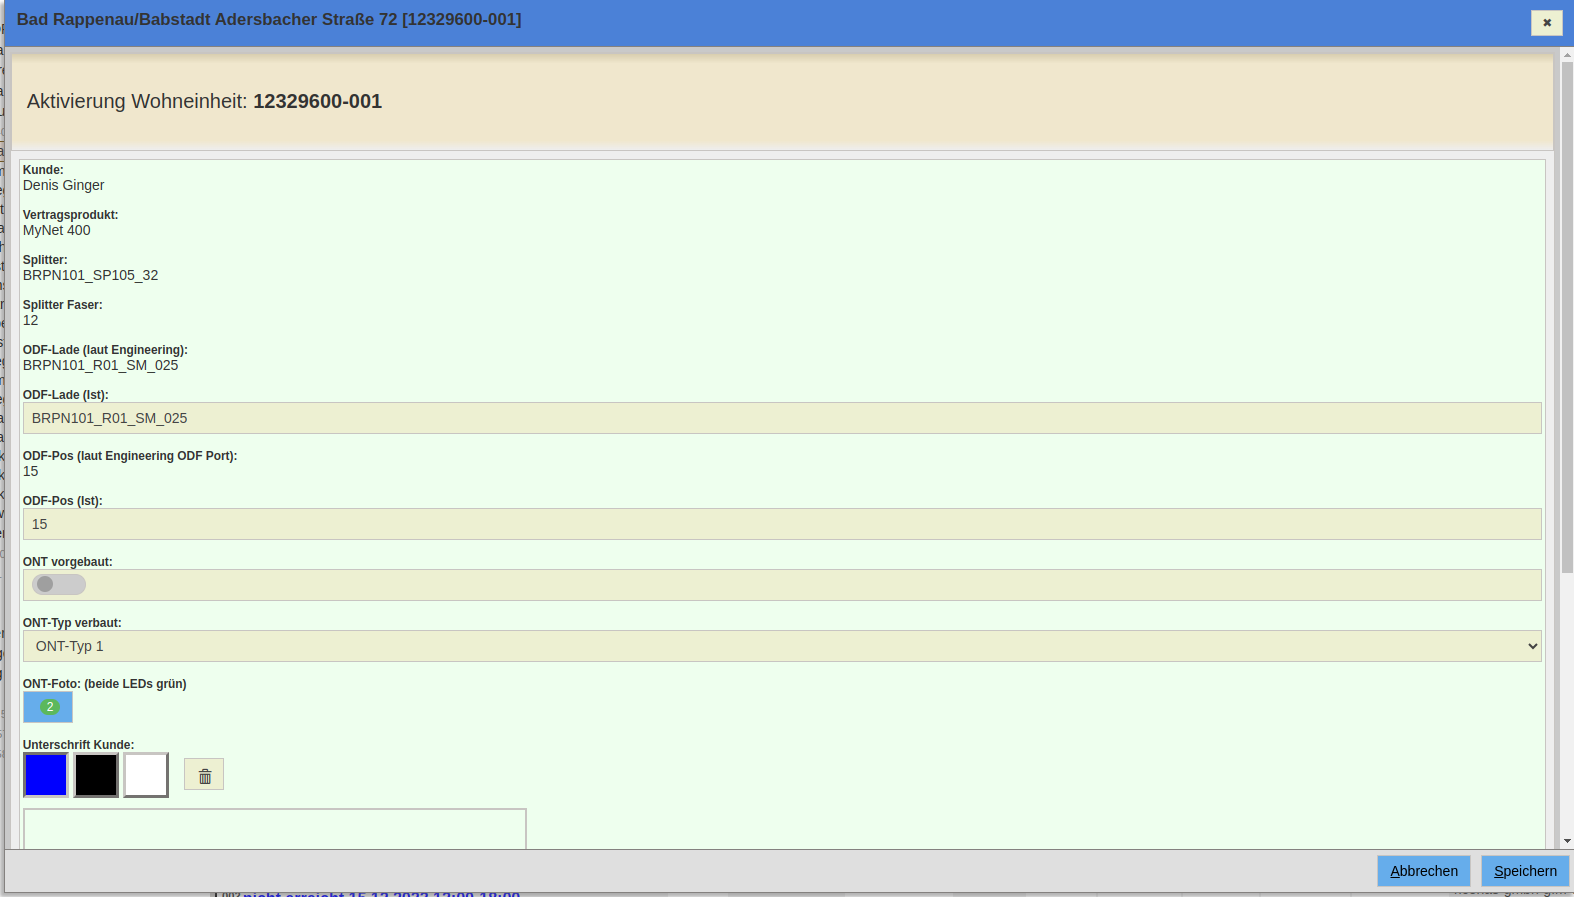 Bad Rappenau/Babstadt Adersbacher Straße 72 [12329600-001]
Aktivierung Wohneinheit: 12329600-001
Kunde:
Denis Ginger
Vertragsprodukt:
MyNet 400
Splitter:
BRPN101_SP105_32
Splitter Faser:
12
ODF-Lade (laut Engineering):
BRPN101_R01_SM_025
ODF-Lade (Ist):
BRPN101_R01_SM_025
ODF-Pos (laut Engineering ODF Port):
15
ODF-Pos (Ist):
15
ONT vorgebaut:
ONT-Typ verbaut:
ONT-Typ 1
ONT-Foto: (beide LEDs grün)
2
Unterschrift Kunde:
Abbrechen Speichern
nicht erreicht 15.12.2022 12:00-18:00